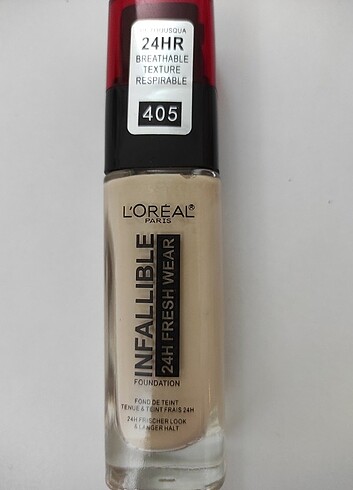 JUSQUA
24HR
BREATHABLE
TEXTURE
RESPIRABLE
405
L'ORÉAL®
PARIS
INFALLIBLE
24H FRESH WEAR
FOUNDATION
FOND DE TEINT
TENUE & TEINT FRAIS 24H
24H FRISCHER LOOK
& LANGER HALT